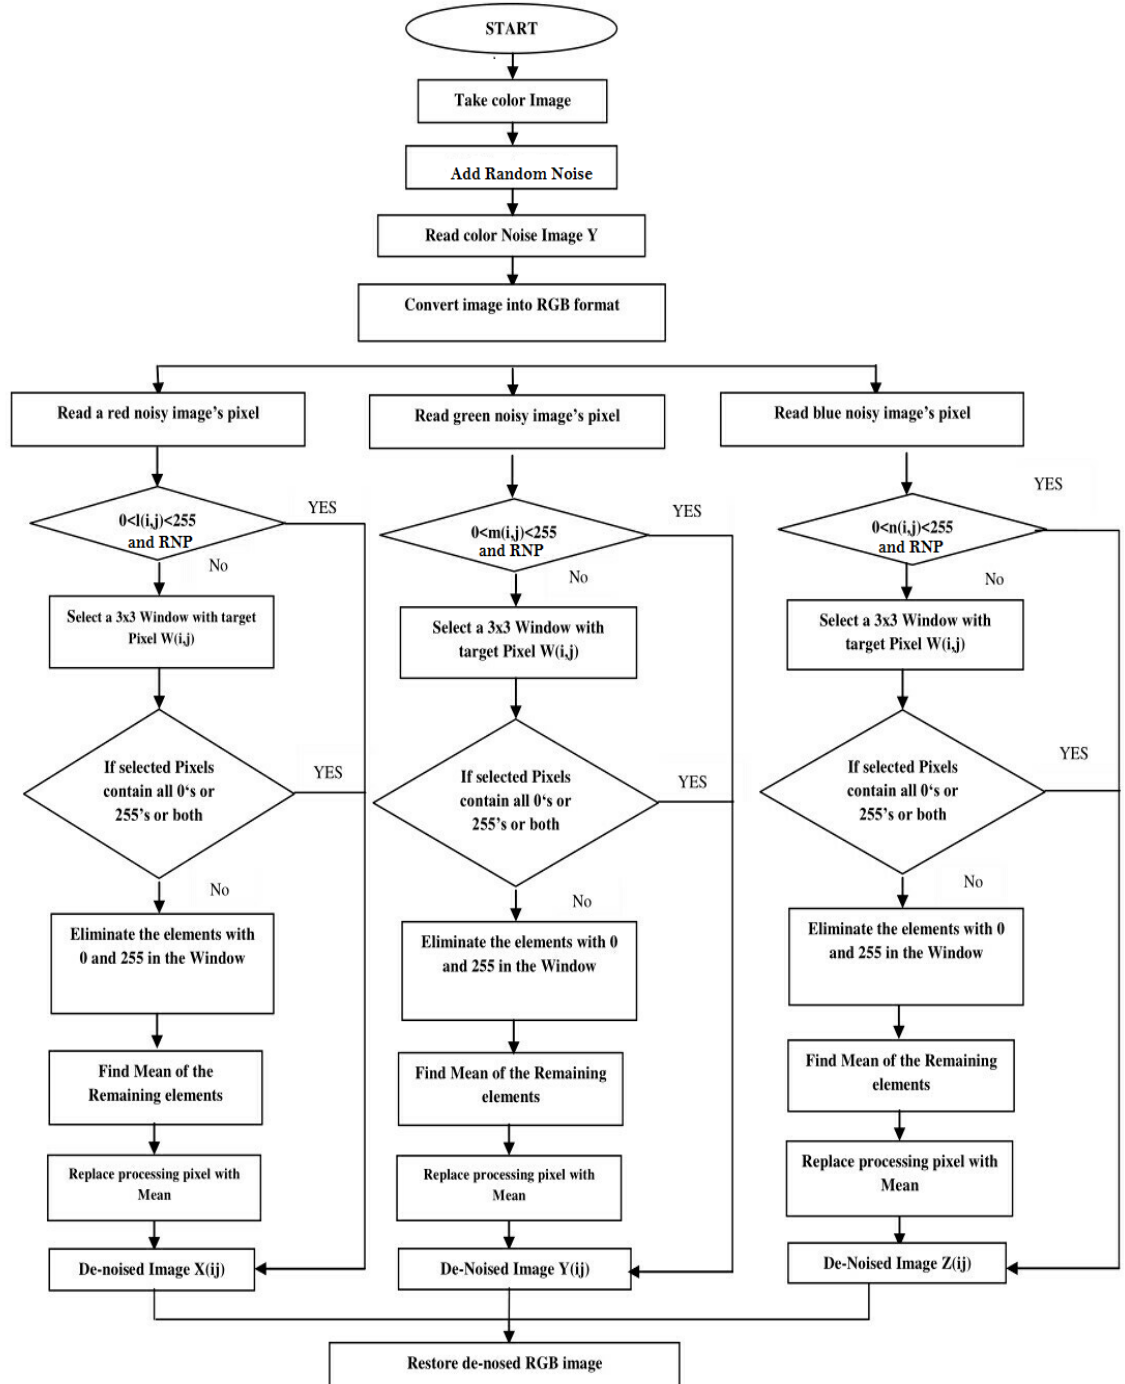 START
Take color Image
Add Random Noise
Read color Noise Image Y
Convert image into RGB format
Read a red noisy image's pixel
0<l(i,j)<255
and RNP
YES
No
Select a 3x3 Window with target
Pixel W(i,j)
If selected Pixels
contain all 0's or
255's or both
YES
No
Eliminate the elements with
0 and 255 in the Window
Find Mean of the
Remaining elements
Replace processing pixel with
Mean
De-noised Image X(ij)
Read green noisy image's pixel
0<m(i,j)<255
and RNP
YES
No
Select a 3x3 Window with
target Pixel W(i,j)
If selected Pixels
contain all 0‘s or
255's or both
YES
No
Eliminate the elements with 0
and 255 in the Window
Find Mean of the Remaining
elements
Replace processing pixel with
Mean
De-Noised Image Y(ij)
Read blue noisy image's pixel
0<n(i,j)<255
and RNP
YES
No
Select a 3x3 Window with
target Pixel W(i,j)
If selected Pixels
contain all 0‘s or
255's or both
YES
No
Eliminate the elements with 0
and 255 in the Window
Find Mean of the Remaining
elements
Replace processing pixel with
Mean
De-Noised Image Z(ij)
Restore de-nosed RGB image